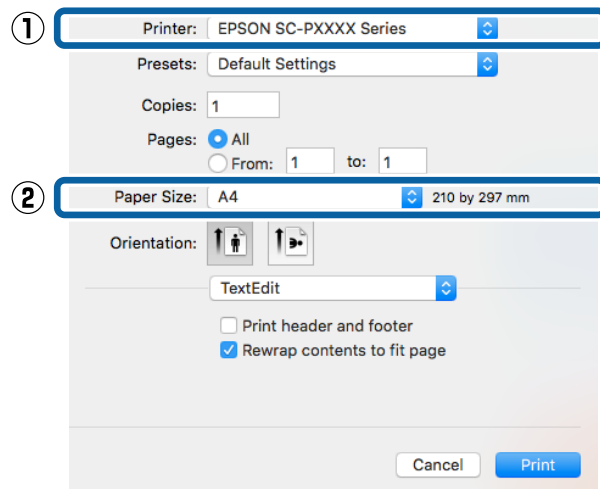 ① Printer: EPSON SC-PXXXX Series
Presets: Default Settings
Copies: 1
Pages: All
From: 1 to: 1
② Paper Size: A4 210 by 297 mm
Orientation:
TextEdit
Print header and footer
Rewrap contents to fit page
Cancel Print